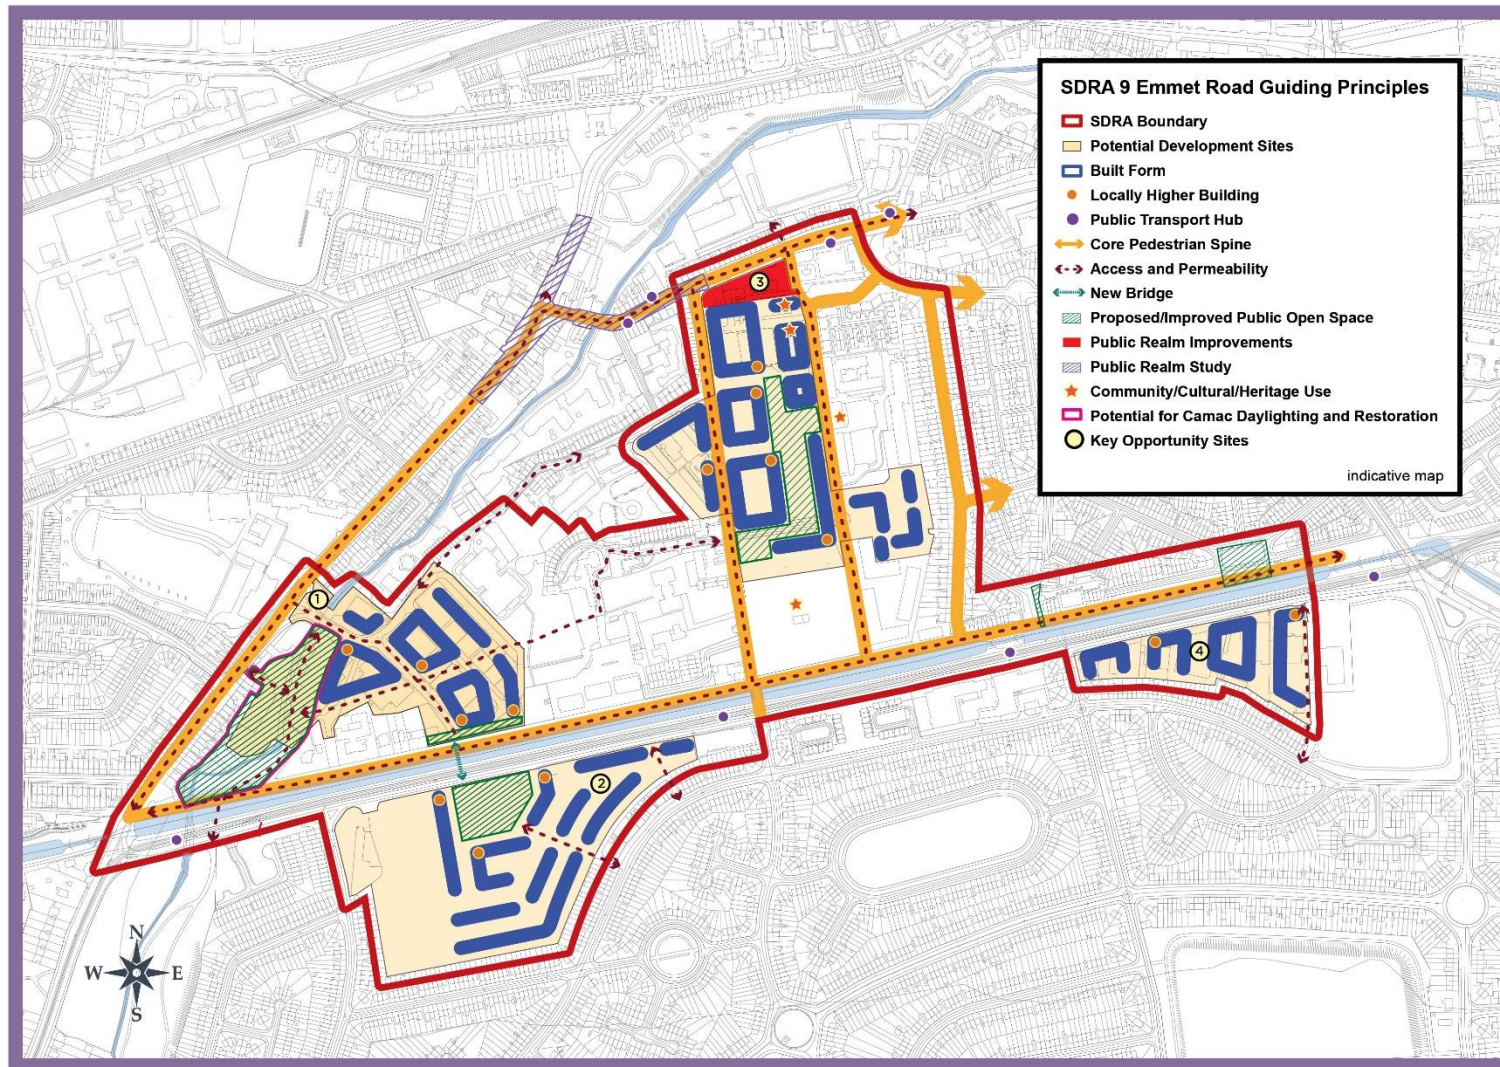 SDRA 9 Emmet Road Guiding Principles
SDRA Boundary
Potential Development Sites
Built Form
Locally Higher Building
Public Transport Hub
Core Pedestrian Spine
Access and Permeability
New Bridge
Proposed/Improved Public Open Space
Public Realm Improvements
Public Realm Study
Community/Cultural/Heritage Use
Potential for Camac Daylighting and Restoration
Key Opportunity Sites
indicative map
3
1
4
2
N
W E
S